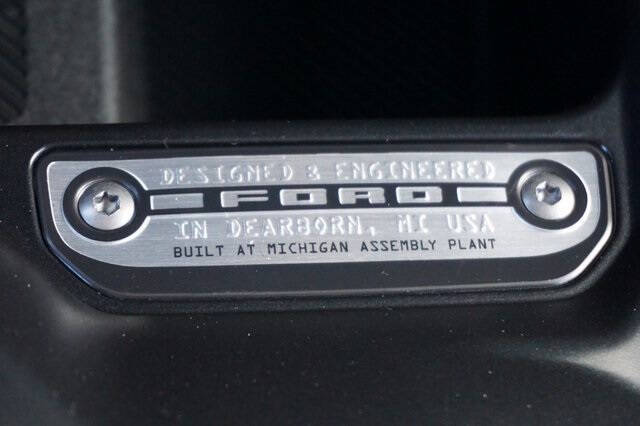 DESIGNED & ENGINEERED
FORD
IN DEARBORN, MI USA
BUILT AT MICHIGAN ASSEMBLY PLANT